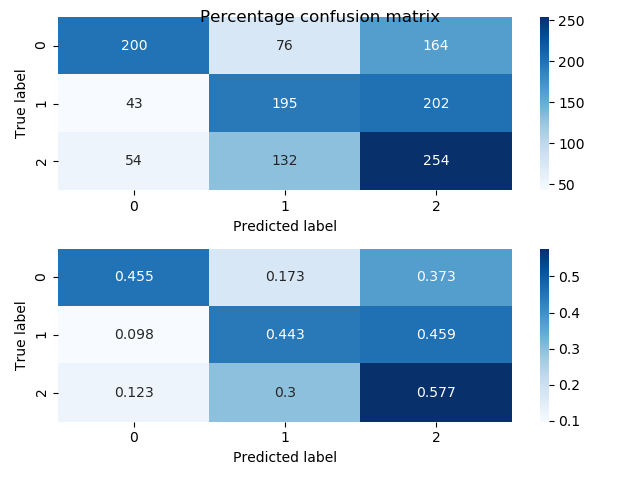 Percentage confusion matrix
True label
0 200 76 164
1 43 195 202
2 54 132 254
0 1 2
Predicted label
250
200
150
100
50
True label
0 0.455 0.173 0.373
1 0.098 0.443 0.459
2 0.123 0.3 0.577
0 1 2
Predicted label
0.5
0.4
0.3
0.2
0.1